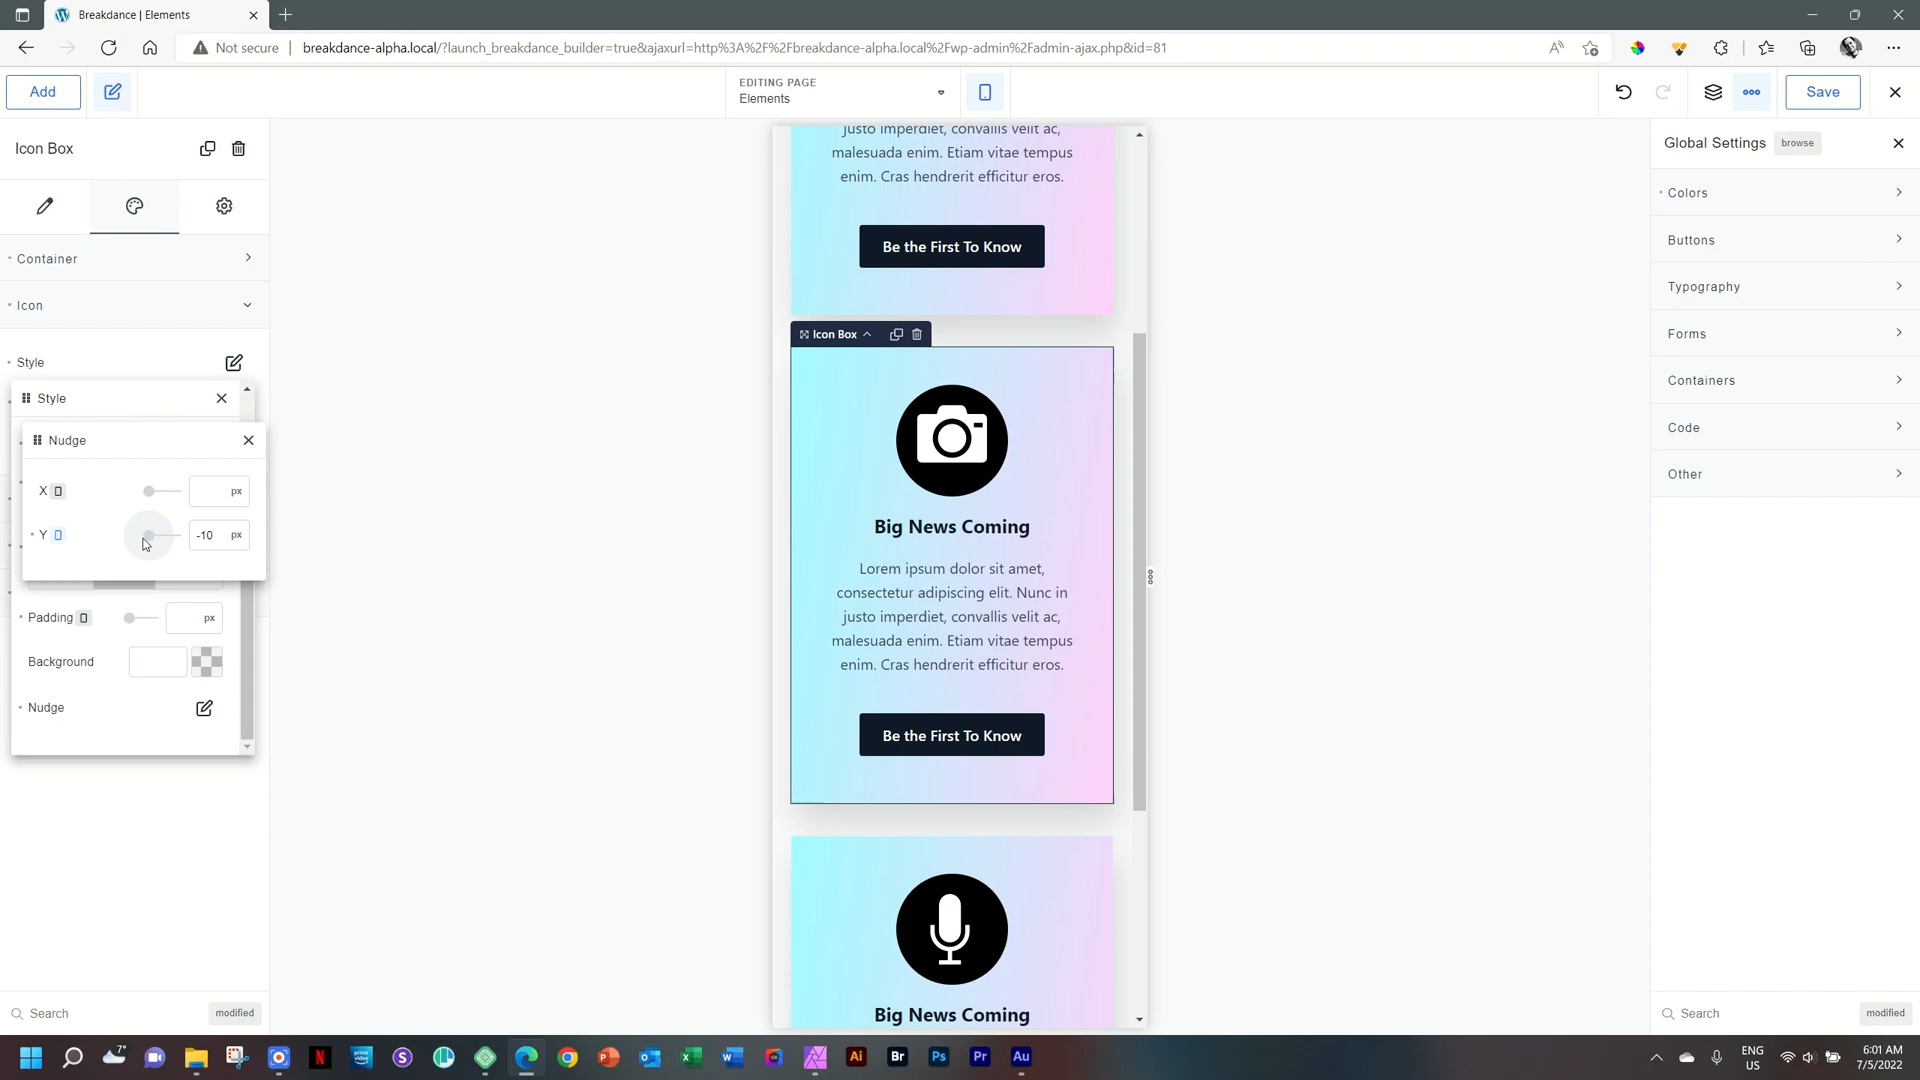 Breakdance | Elements
Not secure
breakdance-alpha.local/?launch_breakdance_builder=true&ajaxurl=http%3A%2F%2Fbreakdance-alpha.local%2Fwp-admin%2Fadmin-ajax.php&id=81
Add
EDITING PAGE
Elements
Save
Icon Box
Container
Icon
Style
Style
Nudge
X
px
Y
-10 px
Padding
px
Background
Nudge
Search
modified
justo imperdiet, convallis velit ac,
malesuada enim. Etiam vitae tempus
enim. Cras hendrerit efficitur eros.
Be the First To Know
Icon Box
Big News Coming
Lorem ipsum dolor sit amet,
consectetur adipiscing elit. Nunc in
justo imperdiet, convallis velit ac,
malesuada enim. Etiam vitae tempus
enim. Cras hendrerit efficitur eros.
Be the First To Know
Big News Coming
Global Settings
browse
Colors
Buttons
Typography
Forms
Containers
Code
Other
Search
modified
7°
Ai
Br
Ps
Pr
Au
ENG
US
6:01 AM
7/5/2022